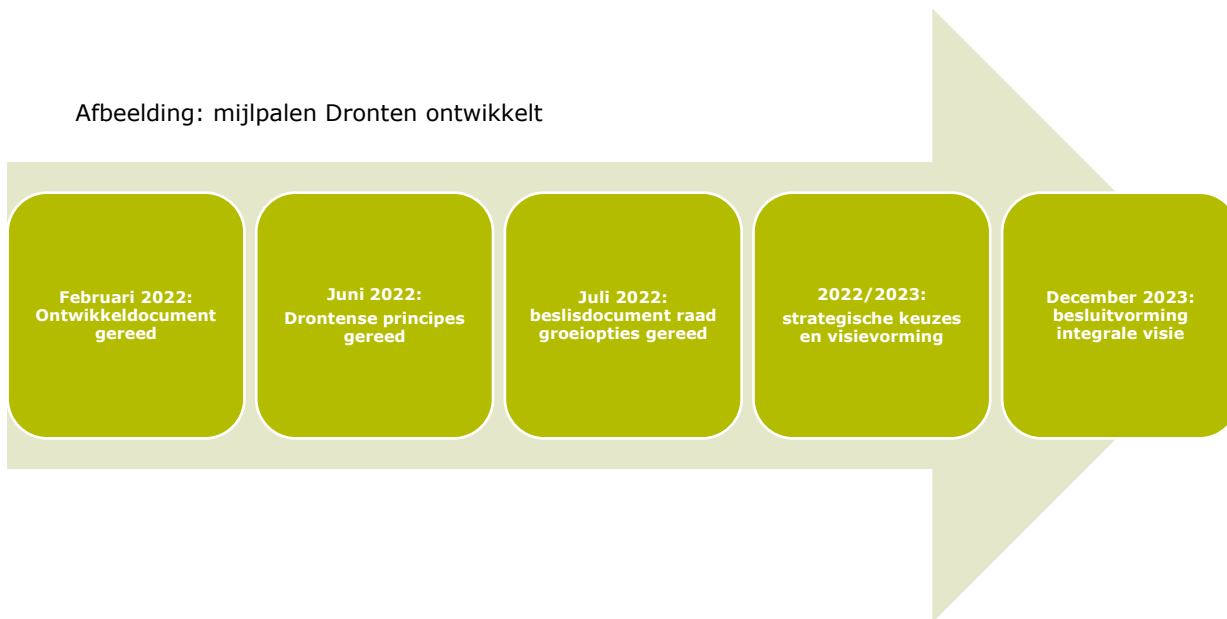 Afbeelding: mijlpalen Dronten ontwikkelt
Februari 2022:
Ontwikkeldocument
gereed
Juni 2022:
Drontense principes
gereed
Juli 2022:
beslisdocument raad
groeiopties gereed
2022/2023:
strategische keuzes
en visievorming
December 2023:
besluitvorming
integrale visie